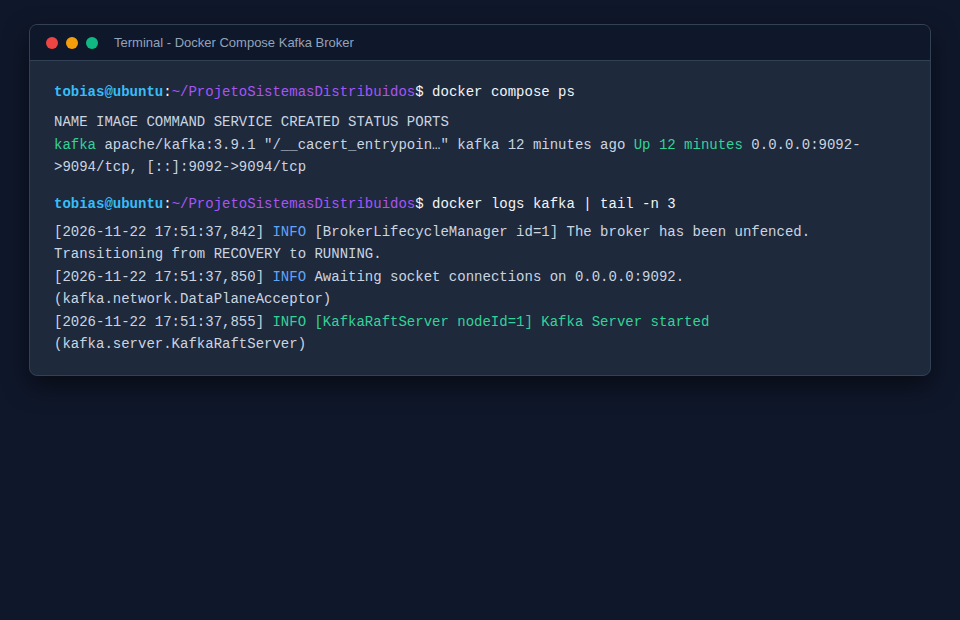 Terminal - Docker Compose Kafka Broker
tobias@ubuntu:~/ProjetoSistemasDistribuidos$ docker compose ps
NAME IMAGE COMMAND SERVICE CREATED STATUS PORTS
kafka apache/kafka:3.9.1 "/__cacert_entrypoin…" kafka 12 minutes ago Up 12 minutes 0.0.0.0:9092-
>9094/tcp, [::]:9092->9094/tcp
tobias@ubuntu:~/ProjetoSistemasDistribuidos$ docker logs kafka | tail -n 3
[2026-11-22 17:51:37,842] INFO [BrokerLifecycleManager id=1] The broker has been unfenced.
Transitioning from RECOVERY to RUNNING.
[2026-11-22 17:51:37,850] INFO Awaiting socket connections on 0.0.0.0:9092.
(kafka.network.DataPlaneAcceptor)
[2026-11-22 17:51:37,855] INFO [KafkaRaftServer nodeId=1] Kafka Server started
(kafka.server.KafkaRaftServer)